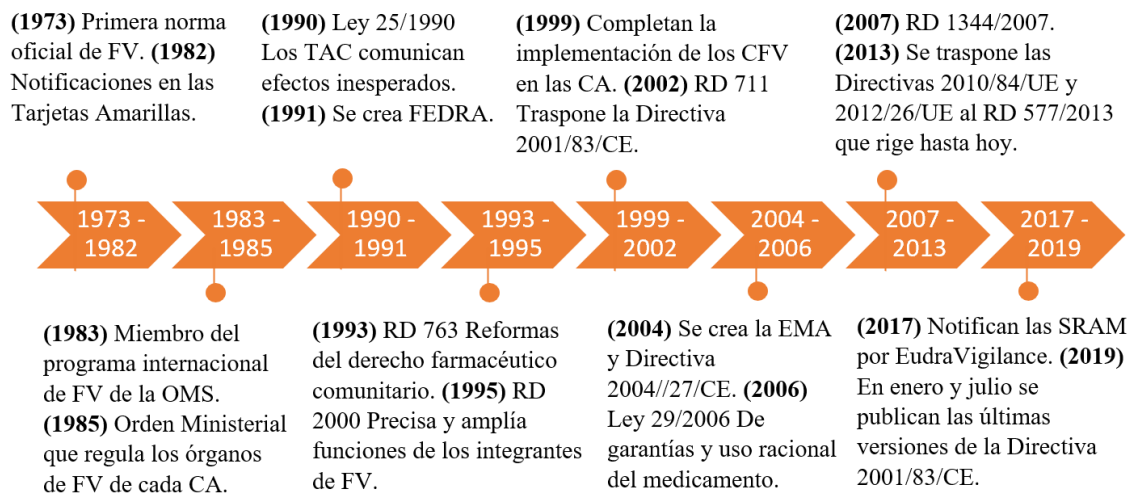 (1973) Primera norma
oficial de FV. (1982)
Notificaciones en las
Tarjetas Amarillas.
(1990) Ley 25/1990
Los TAC comunican
efectos inesperados.
(1991) Se crea FEDRA.
(1999) Completan la
implementación de los CFV
en las CA. (2002) RD 711
Traspone la Directiva
2001/83/CE.
(2007) RD 1344/2007.
(2013) Se traspone las
Directivas 2010/84/UE y
2012/26/UE al RD 577/2013
que rige hasta hoy.
1973 -
1982
1983 -
1985
1990 -
1991
1993 -
1995
1999 -
2002
2004 -
2006
2007 -
2013
2017 -
2019
(1983) Miembro del
programa internacional
de FV de la OMS.
(1985) Orden Ministerial
que regula los órganos
de FV de cada CA.
(1993) RD 763 Reformas
del derecho farmacéutico
comunitario. (1995) RD
2000 Precisa y amplía
funciones de los integrantes
de FV.
(2004) Se crea la EMA
y Directiva
2004//27/CE. (2006)
Ley 29/2006 De
garantías y uso racional
del medicamento.
(2017) Notifican las SRAM
por EudraVigilance. (2019)
En enero y julio se
publican las últimas
versiones de la Directiva
2001/83/CE.